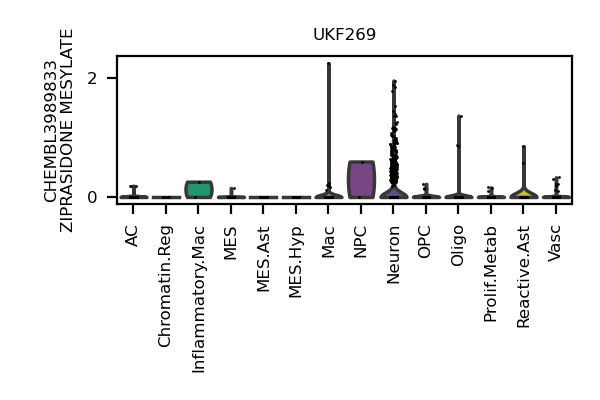 UKF269
CHEMBL3989833
ZIPRASIDONE MESYLATE
2
0
AC
Chromatin.Reg
Inflammatory.Mac
MES
MES.Ast
MES.Hyp
Mac
NPC
Neuron
OPC
Oligo
Prolif.Metab
Reactive.Ast
Vasc